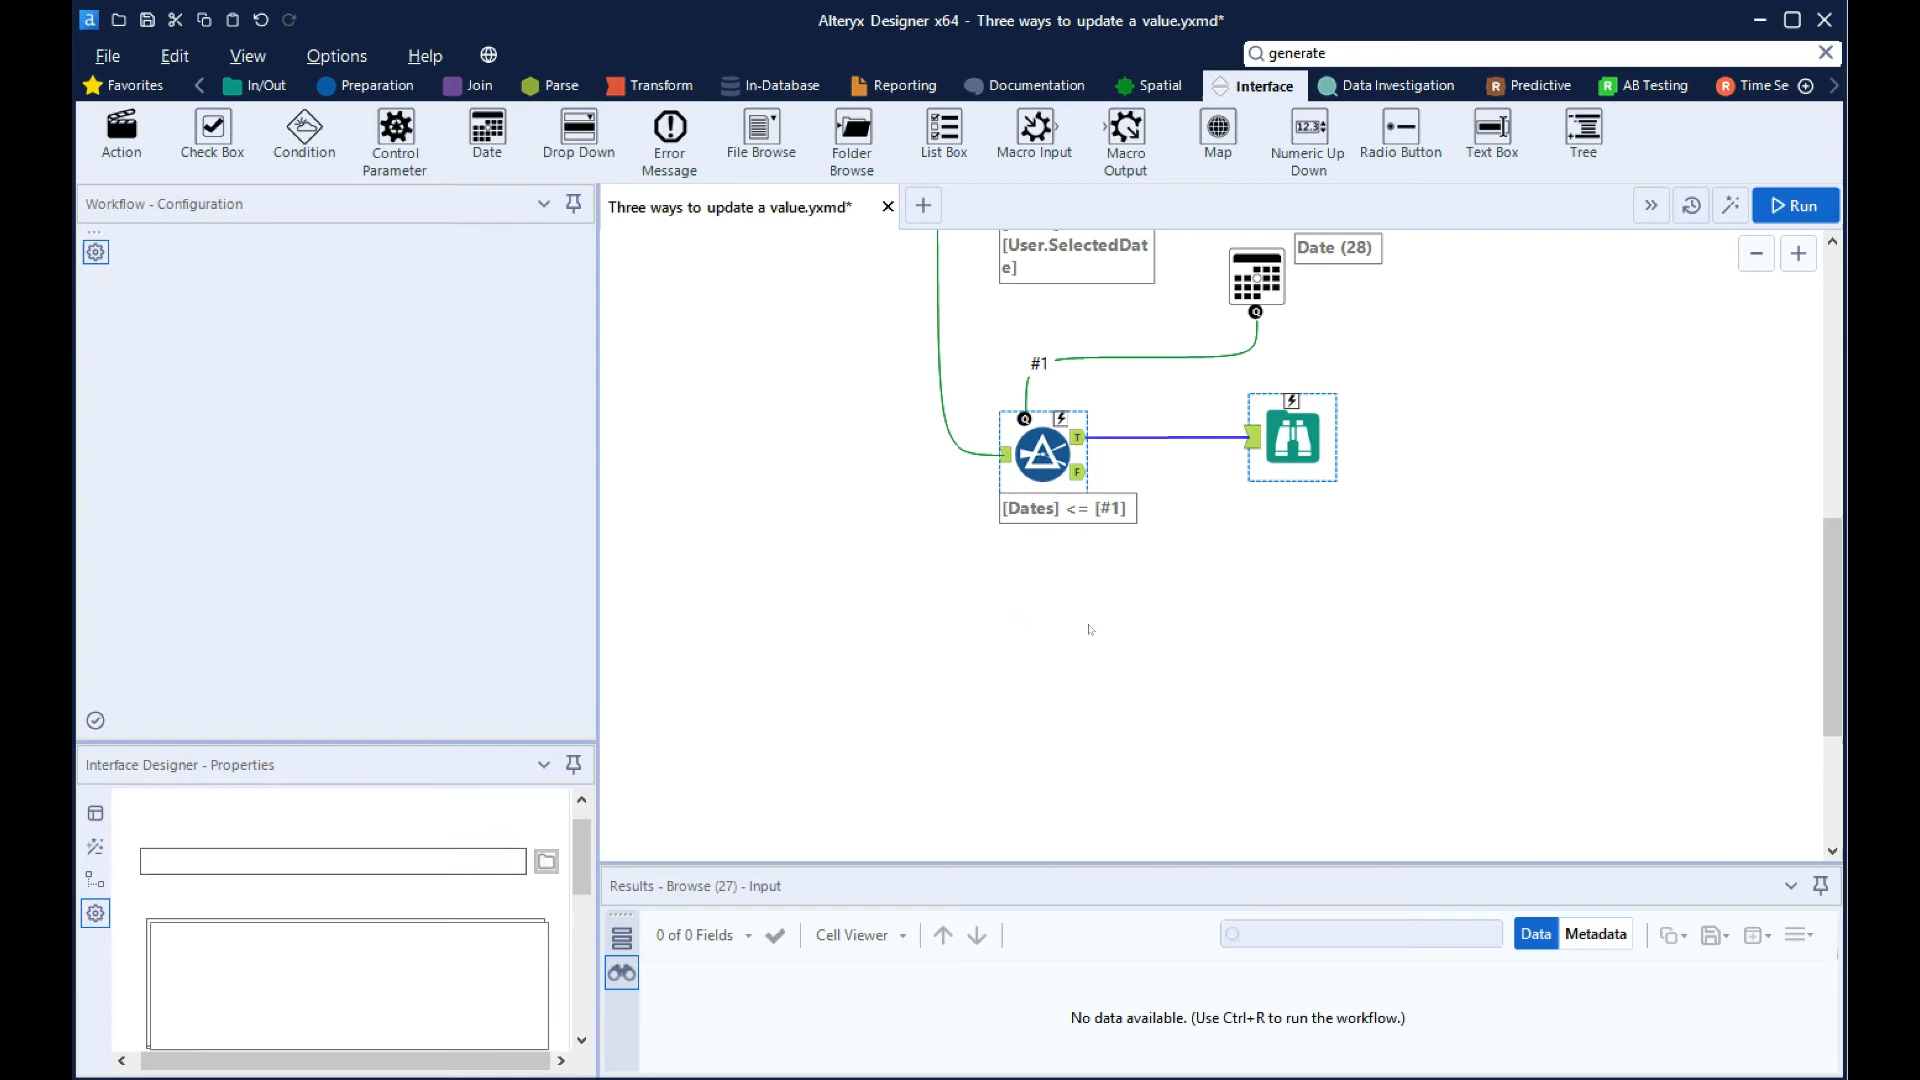 a
Alteryx Designer x64 - Three ways to update a value.yxmd*
File Edit View Options Help
generate
Favorites In/Out Preparation Join Parse Transform In-Database Reporting Documentation Spatial Interface Data Investigation R Predictive R AB Testing R Time Se
Action
Check Box
Condition
Control
Parameter
Date
Drop Down
Error
Message
File Browse
Folder
Browse
List Box
Macro Input
Macro
Output
Map
12.3
Numeric Up
Down
Radio Button
Text Box
Tree
Workflow - Configuration
Three ways to update a value.yxmd*
Run
[User.SelectedDat
e]
Date (28)
Q
#1
Q
T
F
[Dates] <= [#1]
Interface Designer - Properties
Results - Browse (27) - Input
0 of 0 Fields
Cell Viewer
Data
Metadata
No data available. (Use Ctrl+R to run the workflow.)